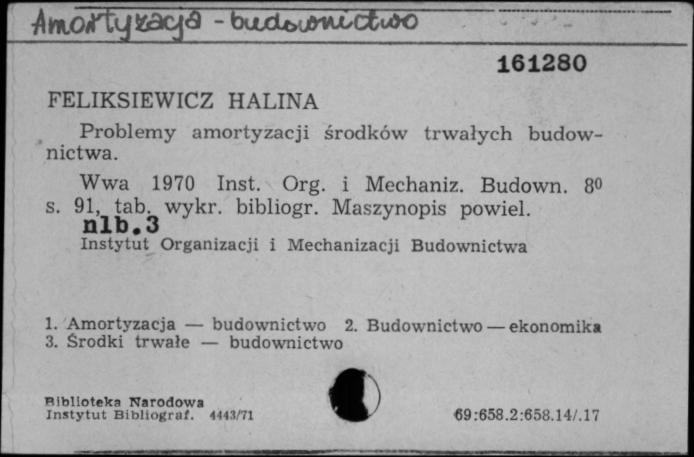 Amortyzacja - budownictwo
161280
FELIKSIEWICZ HALINA
Problemy amortyzacji środków trwałych budow-
nictwa.
Wwa 1970 Inst. Org. i Mechaniz. Budown. 8⁰
s. 91, tab. wykr. bibliogr. Maszynopis powiel.
nlb.3
Instytut Organizacji i Mechanizacji Budownictwa
1. Amortyzacja — budownictwo 2. Budownictwo — ekonomika
3. Środki trwałe — budownictwo
Biblioteka Narodowa
Instytut Bibliograf. 4443/71
69:658.2:658.14/.17